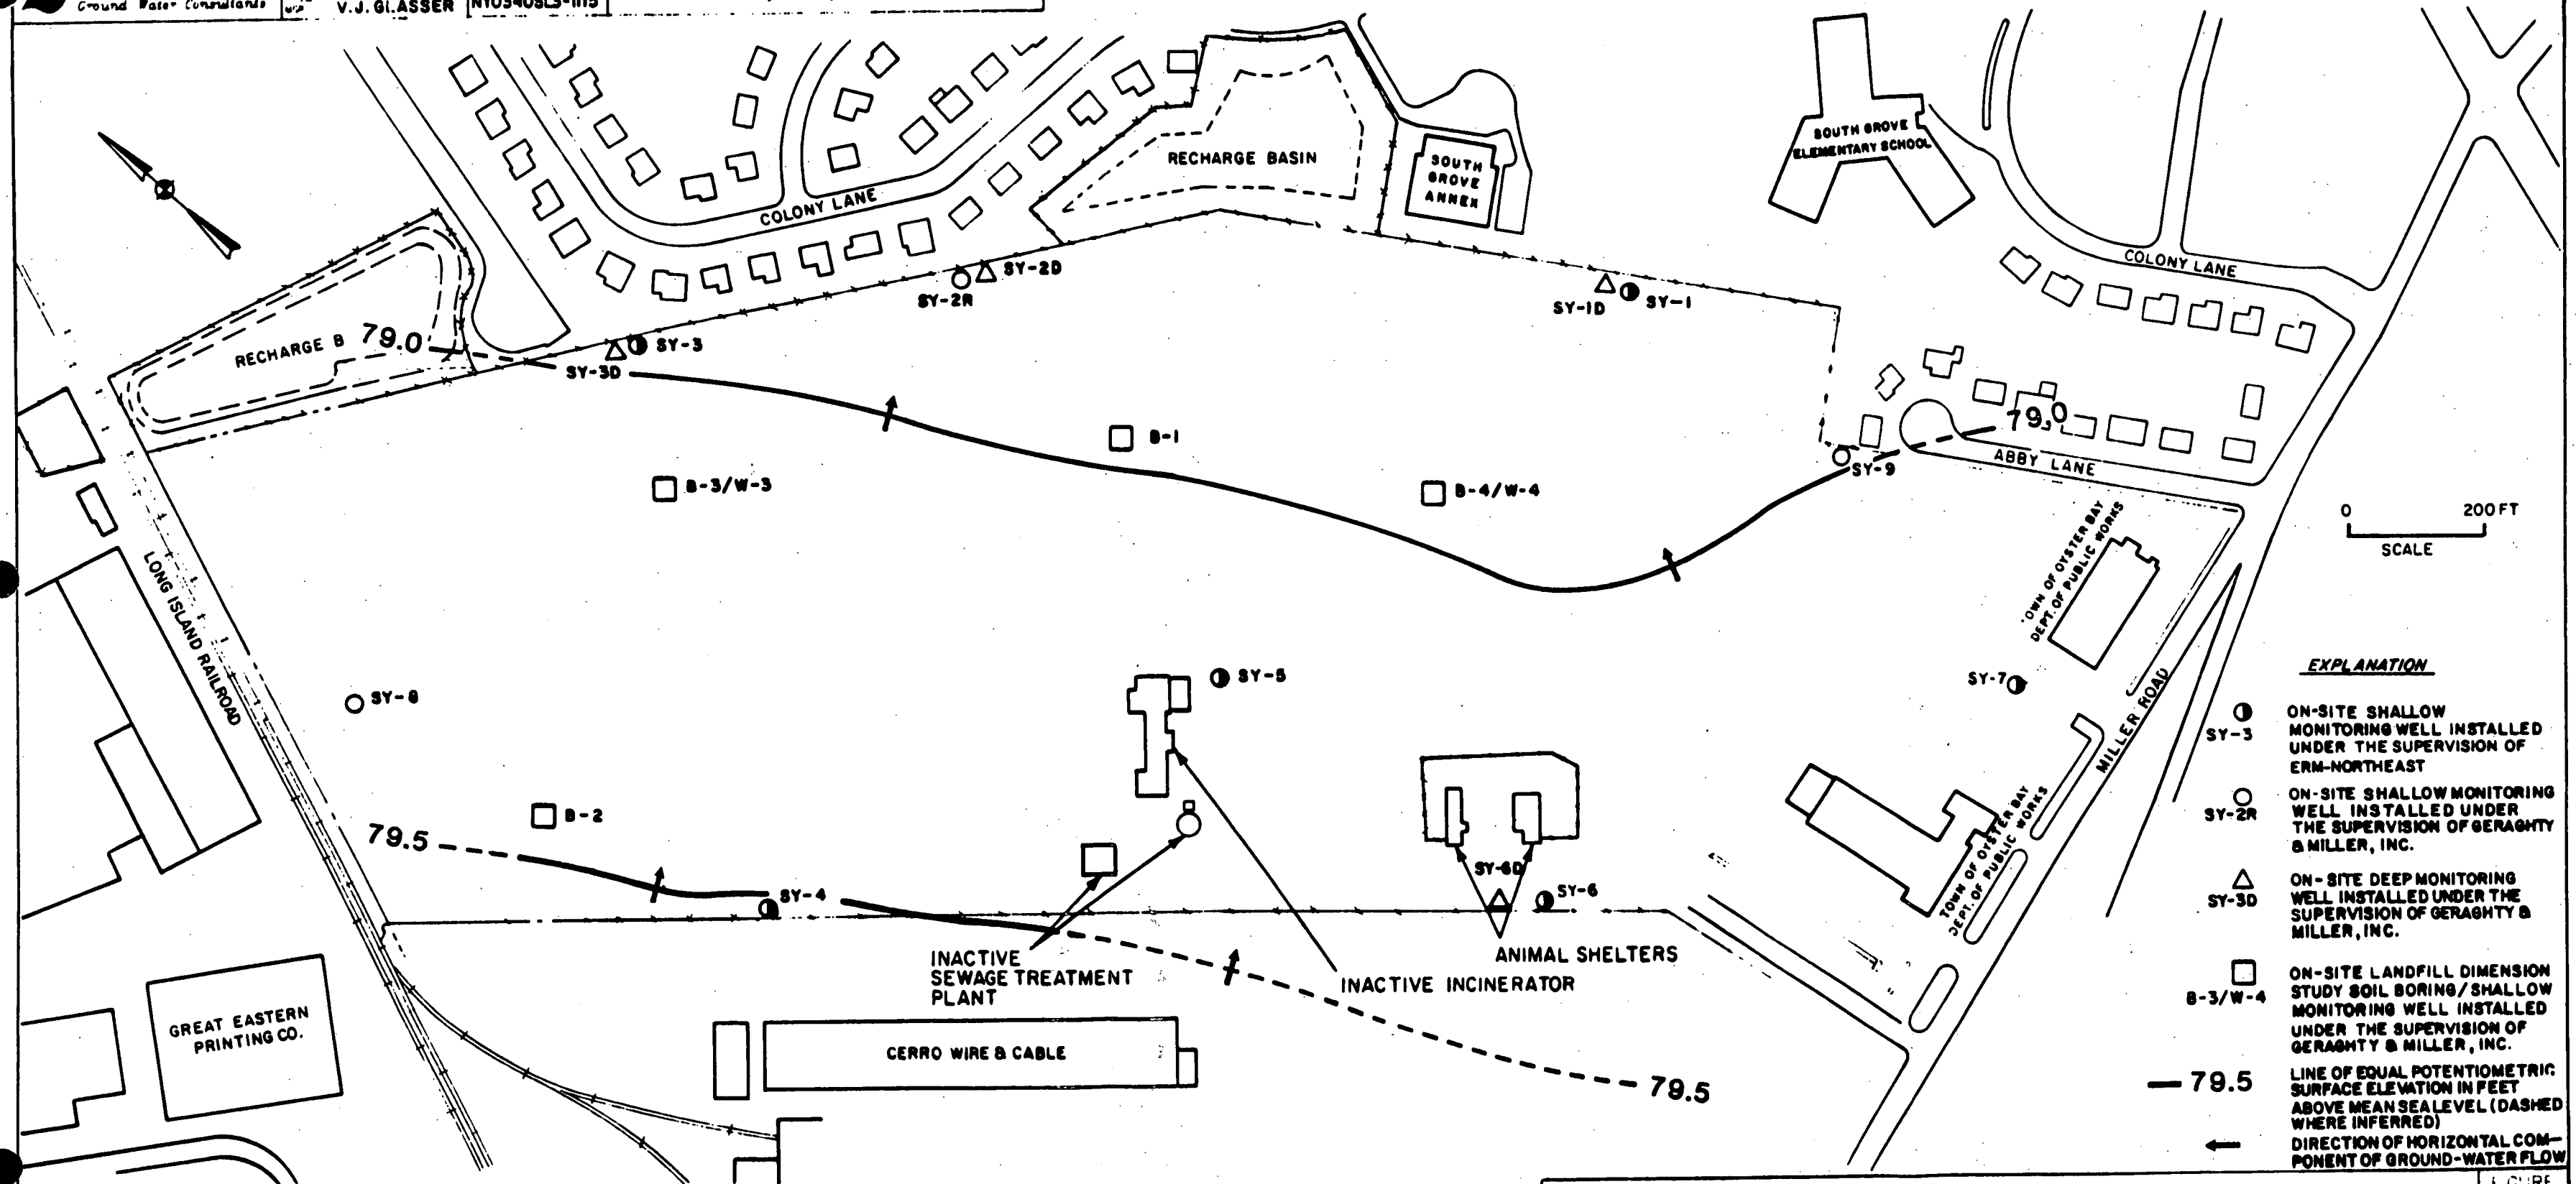 Ground Water Consultants
V.J. GLASSER
SOUTH GROVE
ELEMENTARY SCHOOL
RECHARGE BASIN
SOUTH
GROVE
ANNEX
COLONY LANE
COLONY LANE
SY-2D
SY-2R
SY-1D
SY-1
RECHARGE B
79.0
SY-3
SY-3D
79.0
B-1
SY-9
ABBY LANE
B-3/W-3
B-4/W-4
0 200 FT
SCALE
TOWN OF OYSTER BAY
DEPT. OF PUBLIC WORKS
LONG ISLAND RAILROAD
SY-8
SY-5
SY-7
MILLER ROAD
B-2
79.5
SY-4
SY-6D
SY-6
TOWN OF OYSTER BAY
DEPT. OF PUBLIC WORKS
INACTIVE
SEWAGE TREATMENT
PLANT
INACTIVE INCINERATOR
ANIMAL SHELTERS
GREAT EASTERN
PRINTING CO.
CERRO WIRE & CABLE
79.5
EXPLANATION
SY-3
ON-SITE SHALLOW
MONITORING WELL INSTALLED
UNDER THE SUPERVISION OF
ERM-NORTHEAST
SY-2R
ON-SITE SHALLOW MONITORING
WELL INSTALLED UNDER
THE SUPERVISION OF GERAGHTY
& MILLER, INC.
SY-3D
ON-SITE DEEP MONITORING
WELL INSTALLED UNDER THE
SUPERVISION OF GERAGHTY &
MILLER, INC.
B-3/W-4
ON-SITE LANDFILL DIMENSION
STUDY SOIL BORING/SHALLOW
MONITORING WELL INSTALLED
UNDER THE SUPERVISION OF
GERAGHTY & MILLER, INC.
79.5
LINE OF EQUAL POTENTIOMETRIC
SURFACE ELEVATION IN FEET
ABOVE MEAN SEA LEVEL (DASHED
WHERE INFERRED)
DIRECTION OF HORIZONTAL COM-
PONENT OF GROUND-WATER FLOW